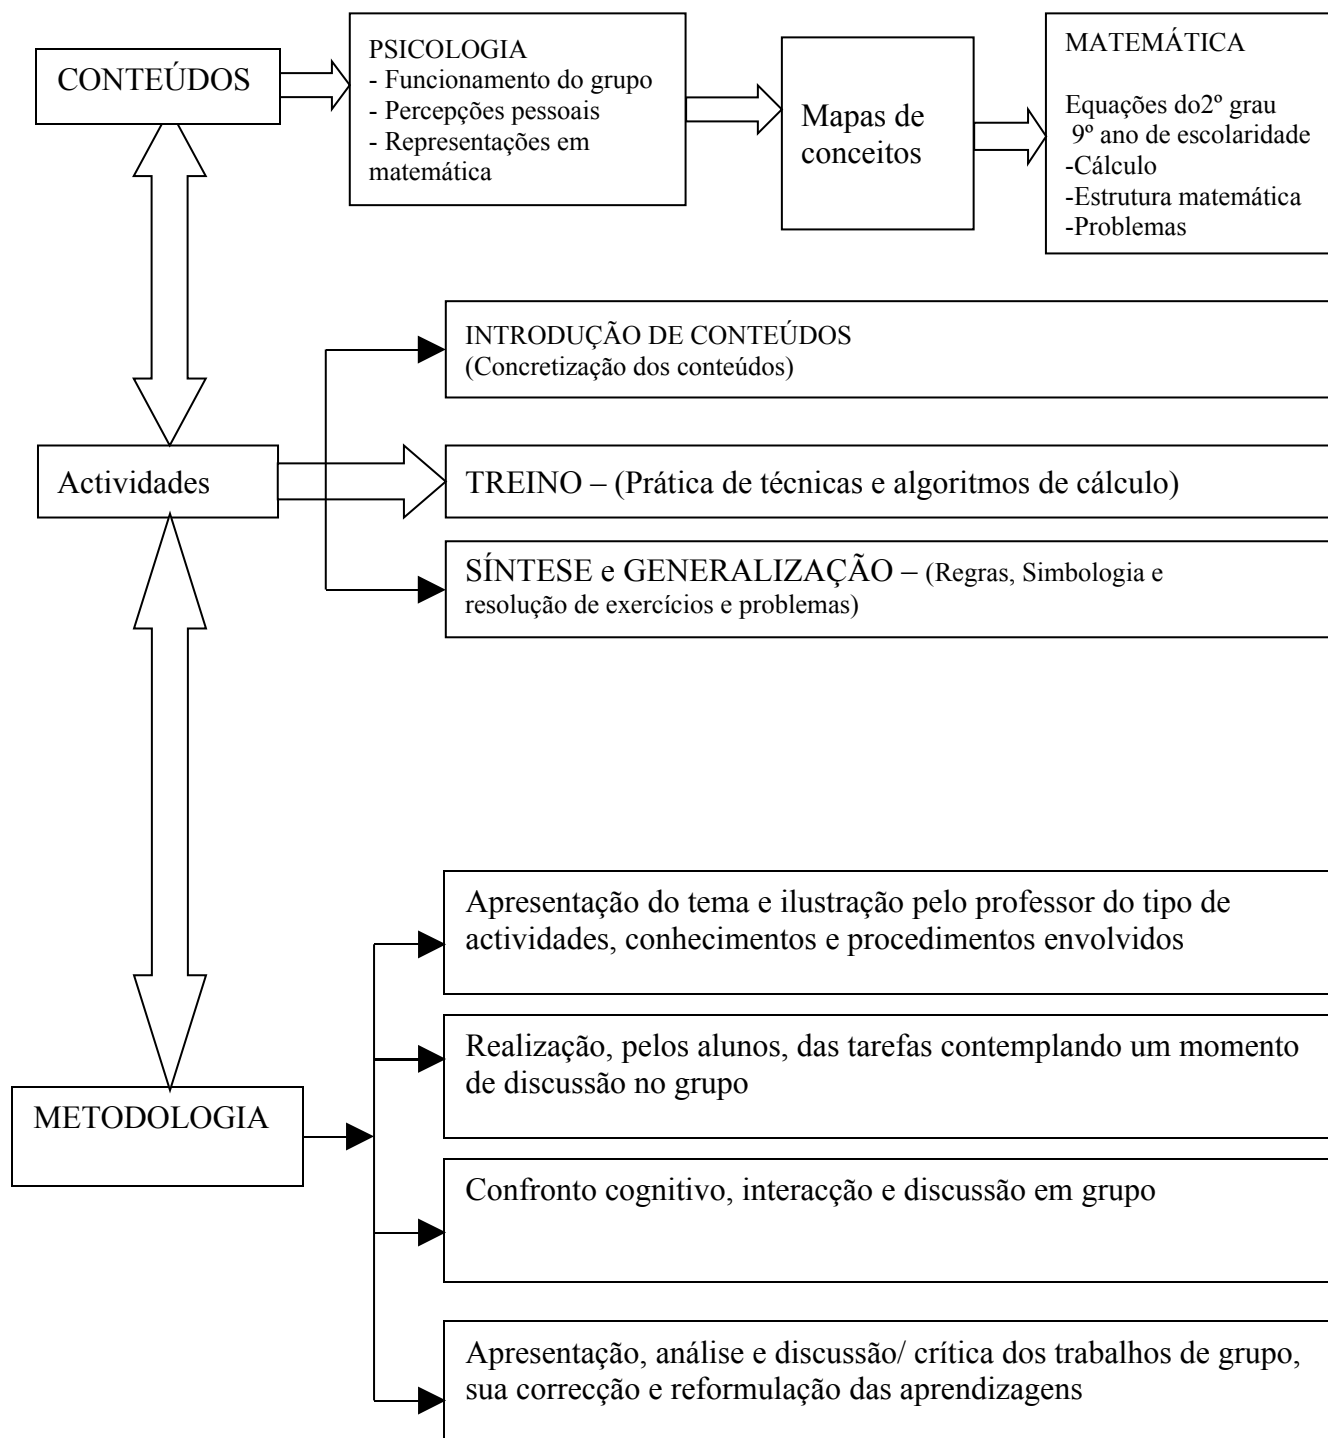 CONTEÚDOS
PSICOLOGIA
- Funcionamento do grupo
- Percepções pessoais
- Representações em
matemática
Mapas de
conceitos
MATEMÁTICA
Equações do2º grau
9º ano de escolaridade
-Cálculo
-Estrutura matemática
-Problemas
INTRODUÇÃO DE CONTEÚDOS
(Concretização dos conteúdos)
Actividades
TREINO – (Prática de técnicas e algoritmos de cálculo)
SÍNTESE e GENERALIZAÇÃO – (Regras, Simbologia e
resolução de exercícios e problemas)
Apresentação do tema e ilustração pelo professor do tipo de
actividades, conhecimentos e procedimentos envolvidos
Realização, pelos alunos, das tarefas contemplando um momento
de discussão no grupo
METODOLOGIA
Confronto cognitivo, interacção e discussão em grupo
Apresentação, análise e discussão/ crítica dos trabalhos de grupo,
sua correcção e reformulação das aprendizagens